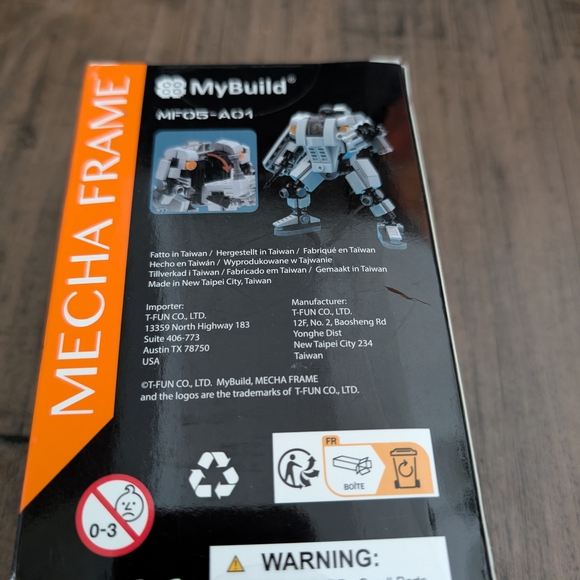 MECHA FRAME
MyBuild®
MF05-A01
Fatto in Taiwan / Hergestellt in Taiwan / Fabriqué en Taïwan
Hecho en Taiwán / Wyprodukowane w Tajwanie
Tillverkad i Taiwan / Fabricado em Taiwan / Gemaakt in Taiwan
Made in New Taipei City, Taiwan
Importer:
T-FUN CO., LTD.
13359 North Highway 183
Suite 406-773
Austin TX 78750
USA
Manufacturer:
T-FUN CO., LTD.
12F, No. 2, Baosheng Rd
Yonghe Dist
New Taipei City 234
Taiwan
©T-FUN CO., LTD. MyBuild, MECHA FRAME
and the logos are the trademarks of T-FUN CO., LTD.
FR
BOÎTE
0-3
WARNING: